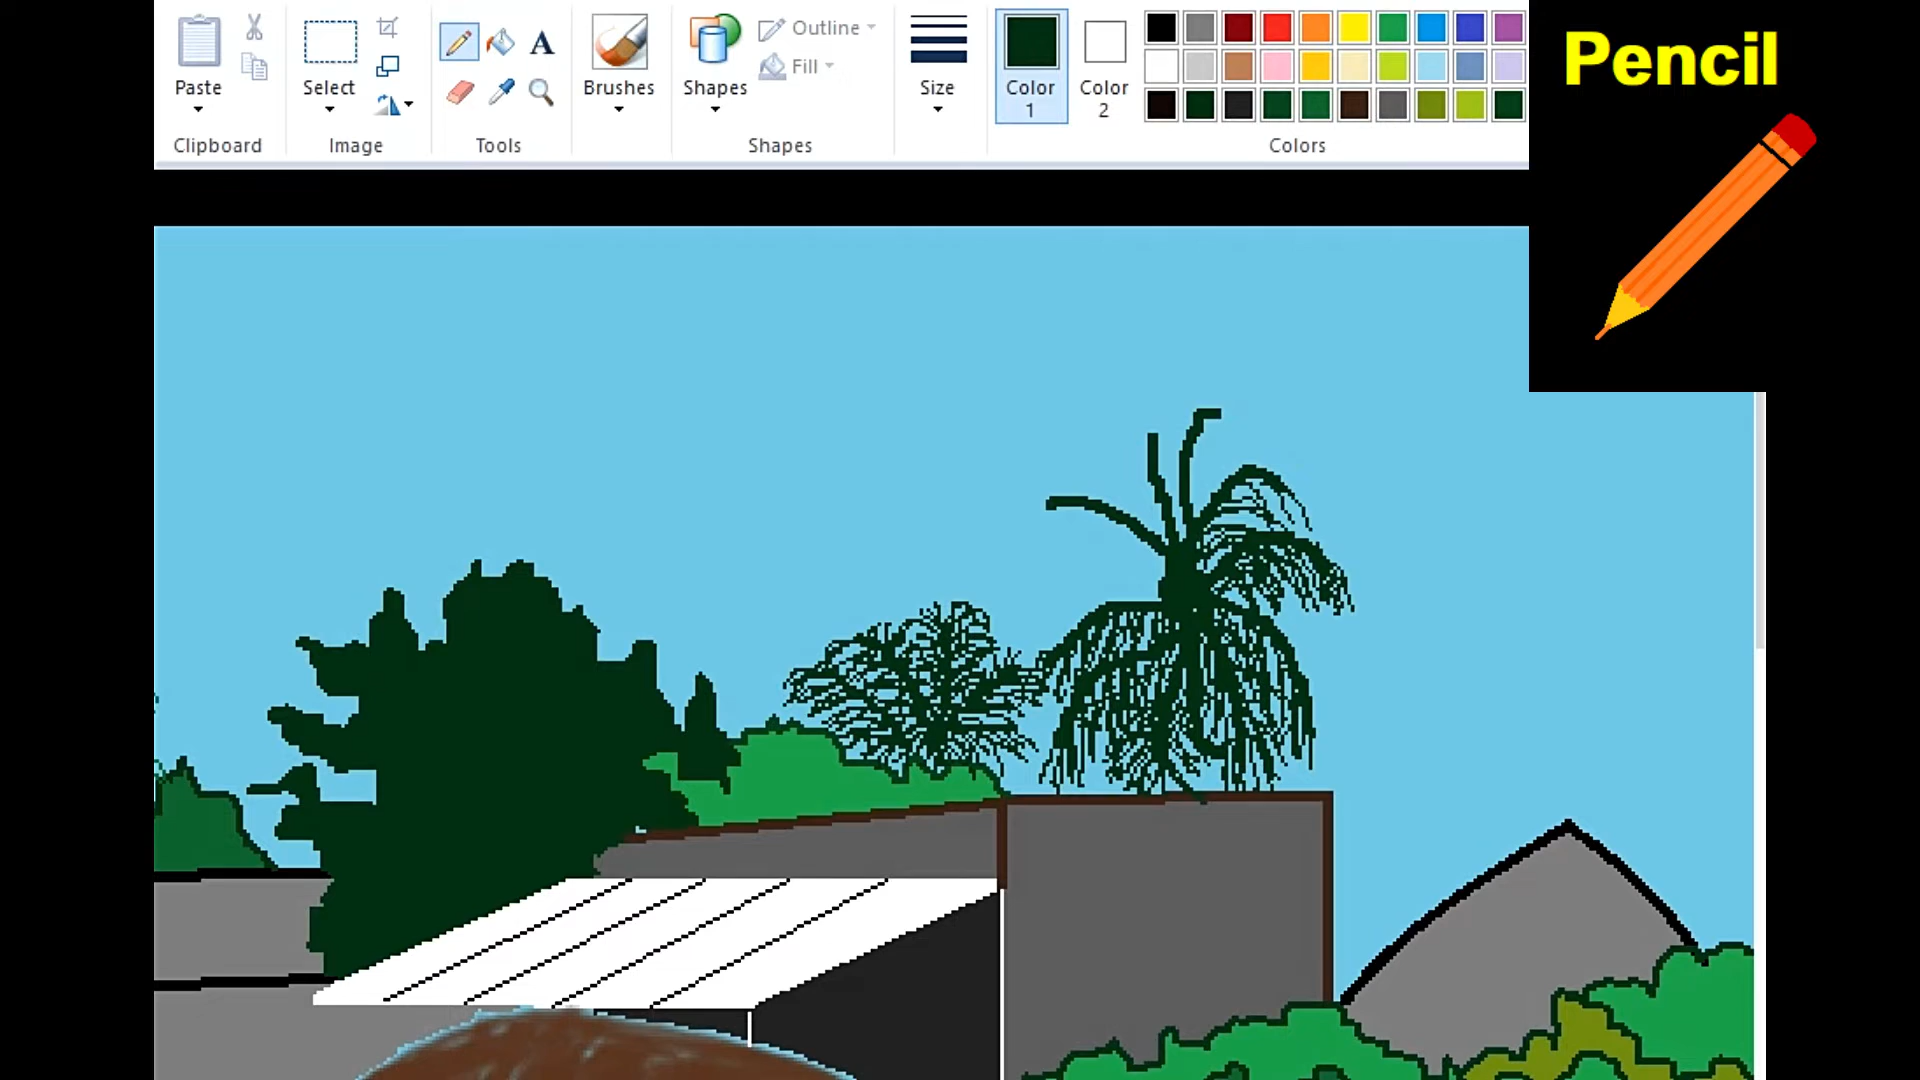 Paste
Select
Brushes
Shapes
Outline
Fill
Size
Color
1
Color
2
Clipboard
Image
Tools
Shapes
Colors
A
Pencil